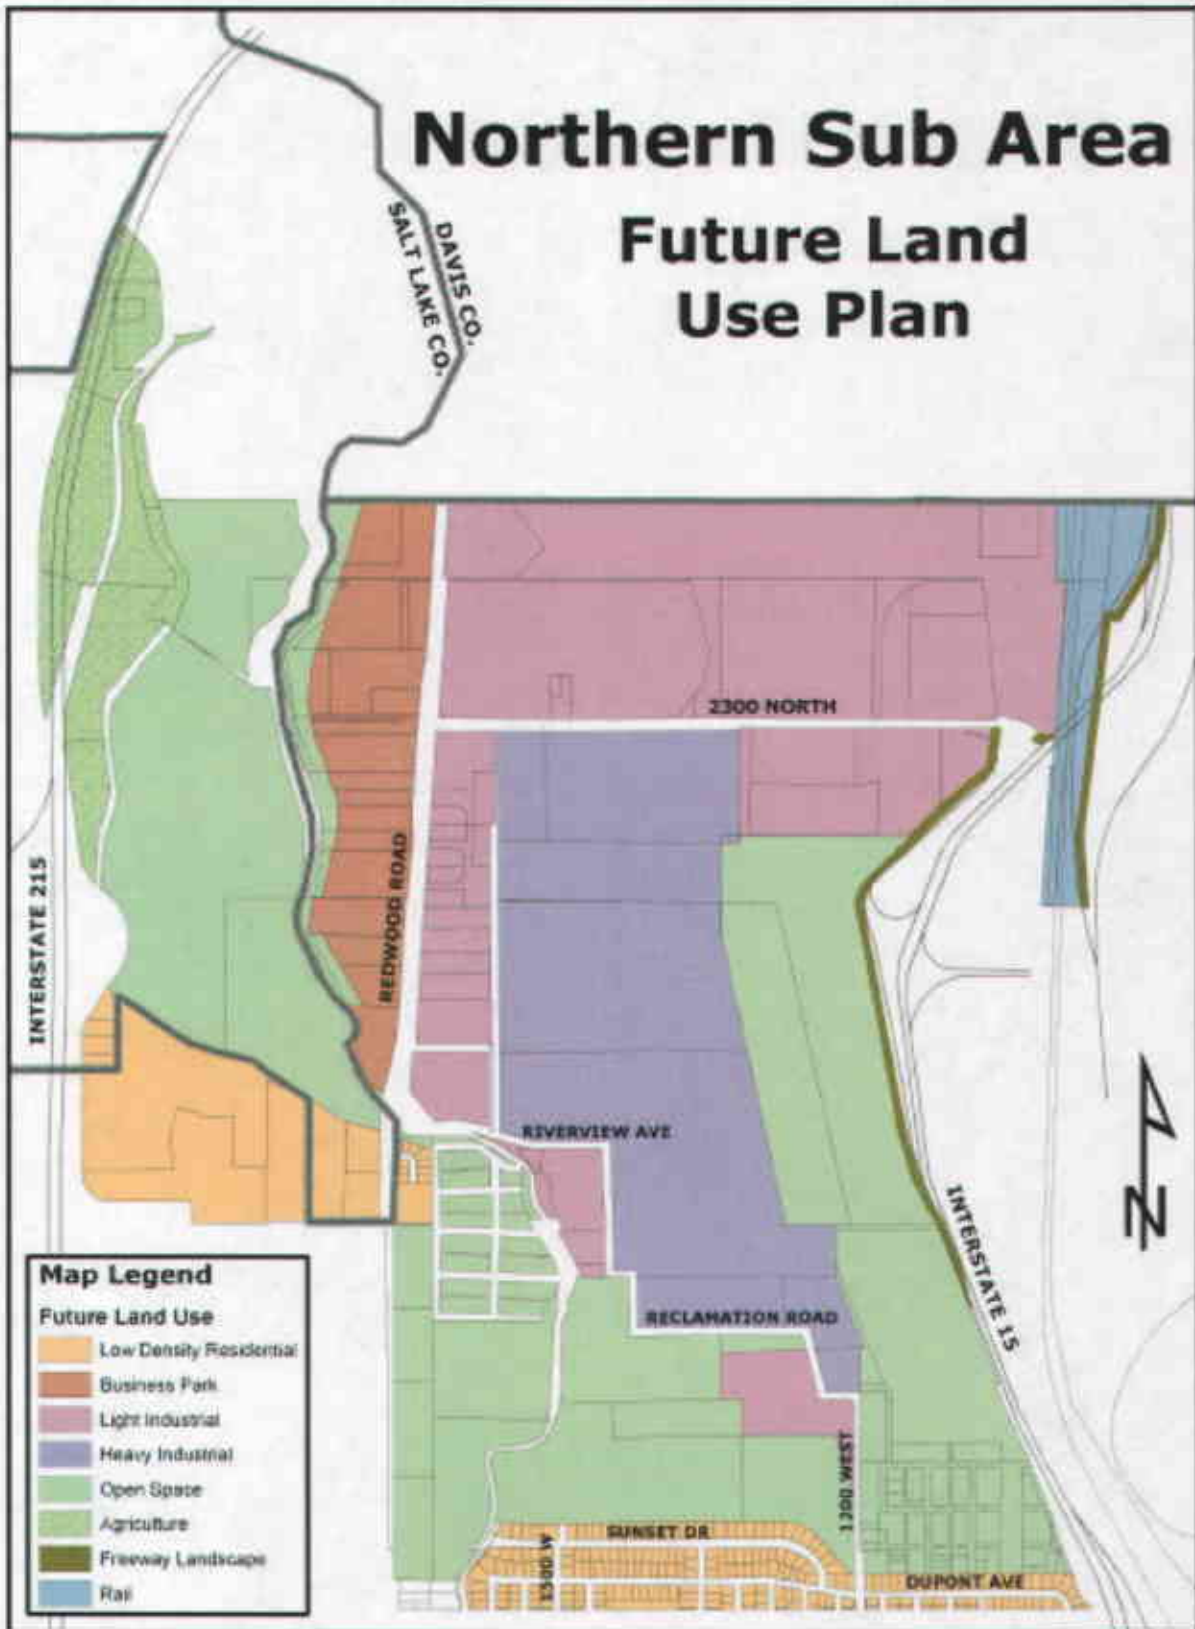 Northern Sub Area
Future Land
Use Plan
DAVIS CO.
SALT LAKE CO.
2300 NORTH
REDWOOD ROAD
INTERSTATE 215
RIVERVIEW AVE
INTERSTATE 15
RECLAMATION ROAD
N
Map Legend
Future Land Use
Low Density Residential
Business Park
Light Industrial
Heavy Industrial
Open Space
Agriculture
Freeway Landscape
Rail
1200 WEST
SUNSET DR
1500 W
DUPONT AVE